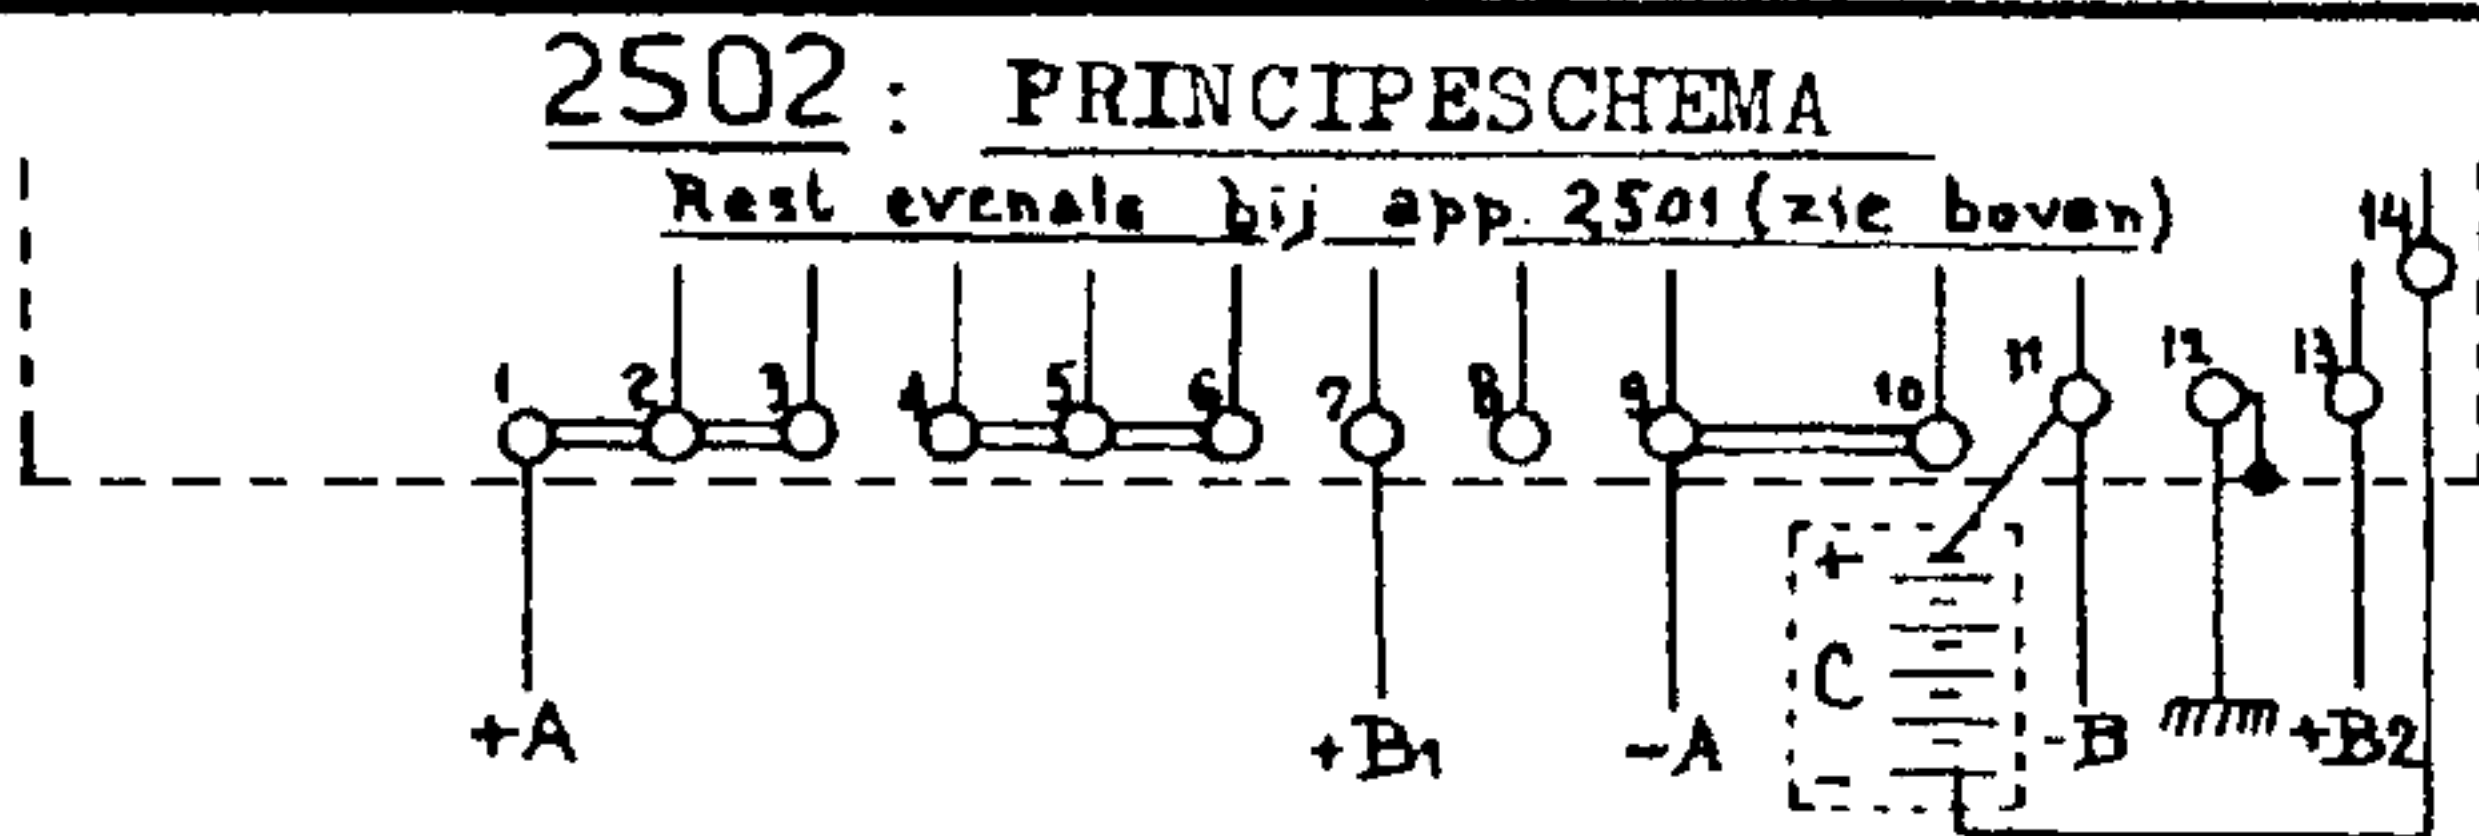 2502: PRINCIPESCHEMA
Rest evenals bij app. 2501 (zie boven)
14
1 2 3 4 5 6 7 8 9 10 11 12 13
+
C
-
+A +B1 -A -B +B2